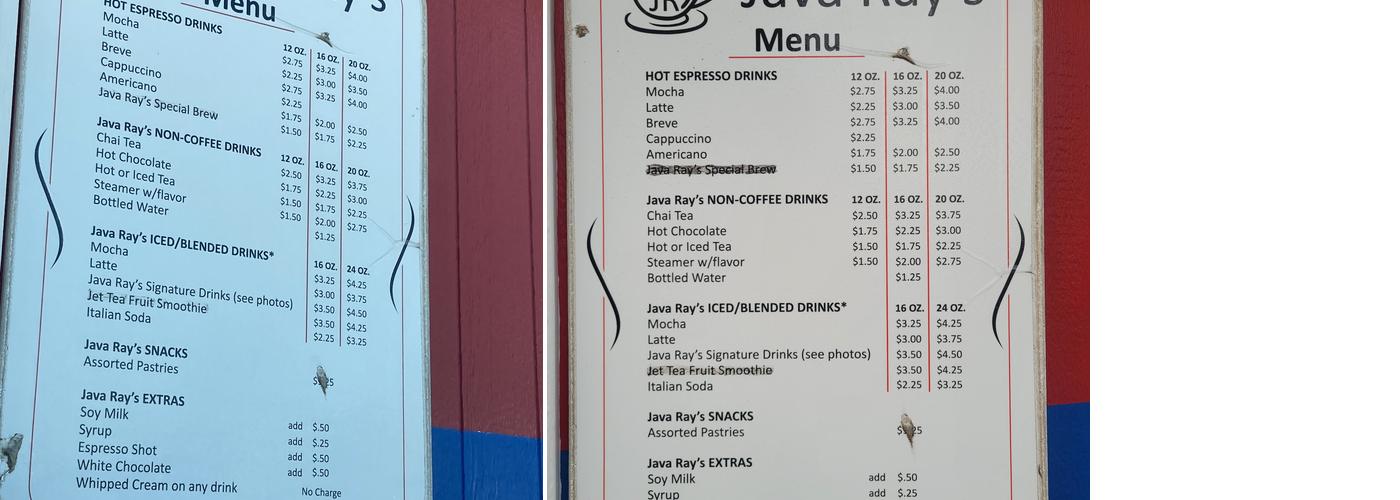 Menu
HOT ESPRESSO DRINKS 12 OZ. 16 OZ. 20 OZ.
Mocha $2.75 $3.25 $4.00
Latte $2.25 $3.00 $3.50
Breve $2.75 $3.25 $4.00
Cappuccino $2.25
Americano $1.75 $2.00 $2.50
Java Ray's Special Brew $1.50 $1.75 $2.25
Java Ray's NON-COFFEE DRINKS 12 OZ. 16 OZ. 20 OZ.
Chai Tea $2.50 $3.25 $3.75
Hot Chocolate $1.75 $2.25 $3.00
Hot or Iced Tea $1.50 $1.75 $2.25
Steamer w/flavor $1.50 $2.00 $2.75
Bottled Water $1.25
Java Ray's ICED/BLENDED DRINKS* 16 OZ. 24 OZ.
Mocha $3.25 $4.25
Latte $3.00 $3.75
Java Ray's Signature Drinks (see photos) $3.50 $4.50
Jet Tea Fruit Smoothie $3.50 $4.25
Italian Soda $2.25 $3.25
Java Ray's SNACKS
Assorted Pastries
Java Ray's EXTRAS
Soy Milk add $.50
Syrup add $.25
Espresso Shot add $.50
White Chocolate add $.50
Whipped Cream on any drink No Charge
JR
Java Ray's
Menu
HOT ESPRESSO DRINKS 12 OZ. 16 OZ. 20 OZ.
Mocha $2.75 $3.25 $4.00
Latte $2.25 $3.00 $3.50
Breve $2.75 $3.25 $4.00
Cappuccino $2.25
Americano $1.75 $2.00 $2.50
Java Ray's Special Brew $1.50 $1.75 $2.25
Java Ray's NON-COFFEE DRINKS 12 OZ. 16 OZ. 20 OZ.
Chai Tea $2.50 $3.25 $3.75
Hot Chocolate $1.75 $2.25 $3.00
Hot or Iced Tea $1.50 $1.75 $2.25
Steamer w/flavor $1.50 $2.00 $2.75
Bottled Water $1.25
Java Ray's ICED/BLENDED DRINKS* 16 OZ. 24 OZ.
Mocha $3.25 $4.25
Latte $3.00 $3.75
Java Ray's Signature Drinks (see photos) $3.50 $4.50
Jet Tea Fruit Smoothie $3.50 $4.25
Italian Soda $2.25 $3.25
Java Ray's SNACKS
Assorted Pastries
Java Ray's EXTRAS
Soy Milk add $.50
Syrup add $.25